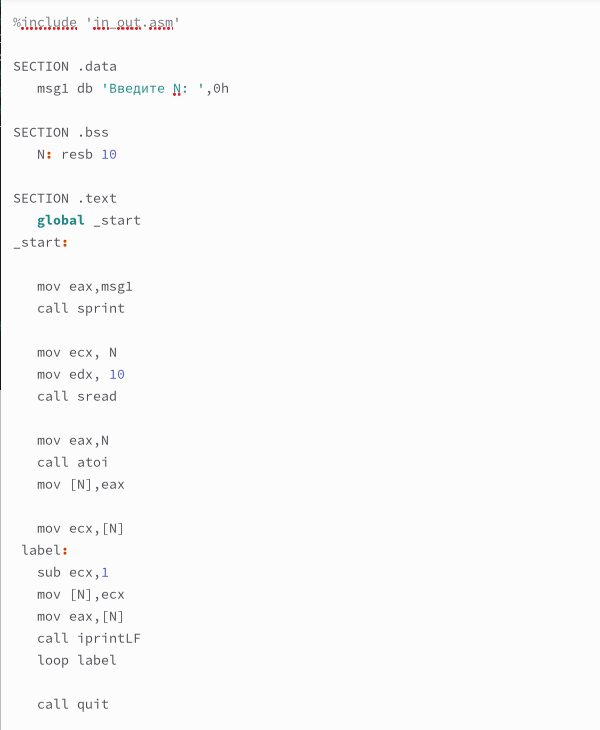 %include 'in_out.asm'
SECTION .data
msg1 db 'Введите N: ',0h
SECTION .bss
N: resb 10
SECTION .text
global _start
_start:
mov eax,msg1
call sprint
mov ecx, N
mov edx, 10
call sread
mov eax,N
call atoi
mov [N],eax
mov ecx,[N]
label:
sub ecx,1
mov [N],ecx
mov eax,[N]
call iprintLF
loop label
call quit